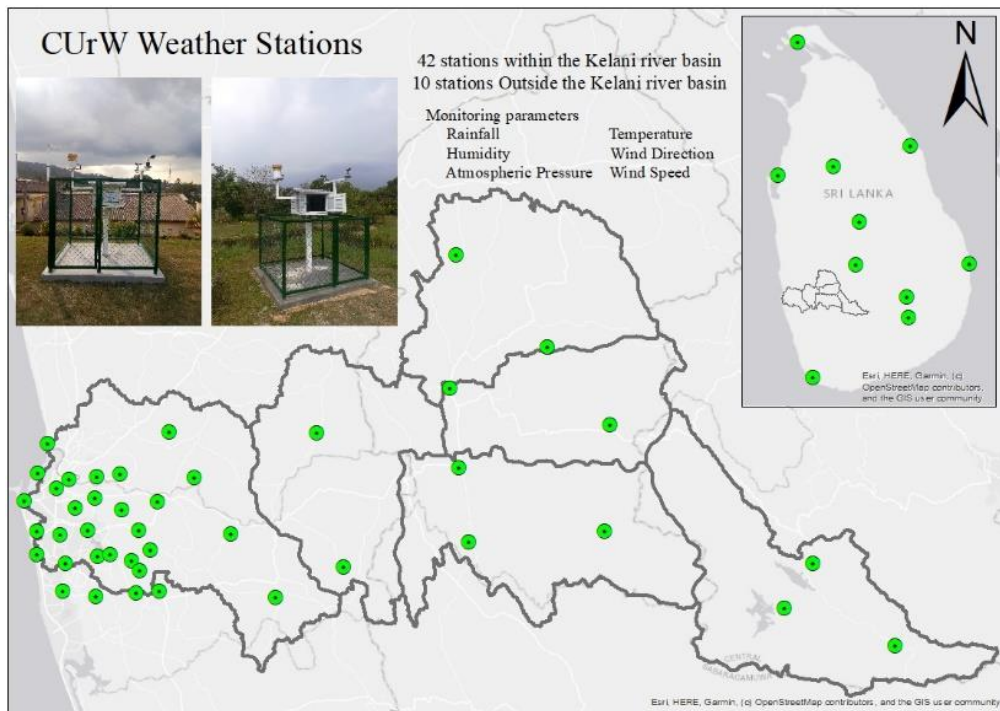 CUrW Weather Stations
42 stations within the Kelani river basin
10 stations Outside the Kelani river basin
Monitoring parameters
Rainfall Temperature
Humidity Wind Direction
Atmospheric Pressure Wind Speed
N
SRI LANKA
Esri, HERE, Garmin, (c)
OpenStreetMap contributors,
and the GIS user community
CENTRAL
SABARAGAMUWA
Esri, HERE, Garmin, (c) OpenStreetMap contributors, and the GIS user community